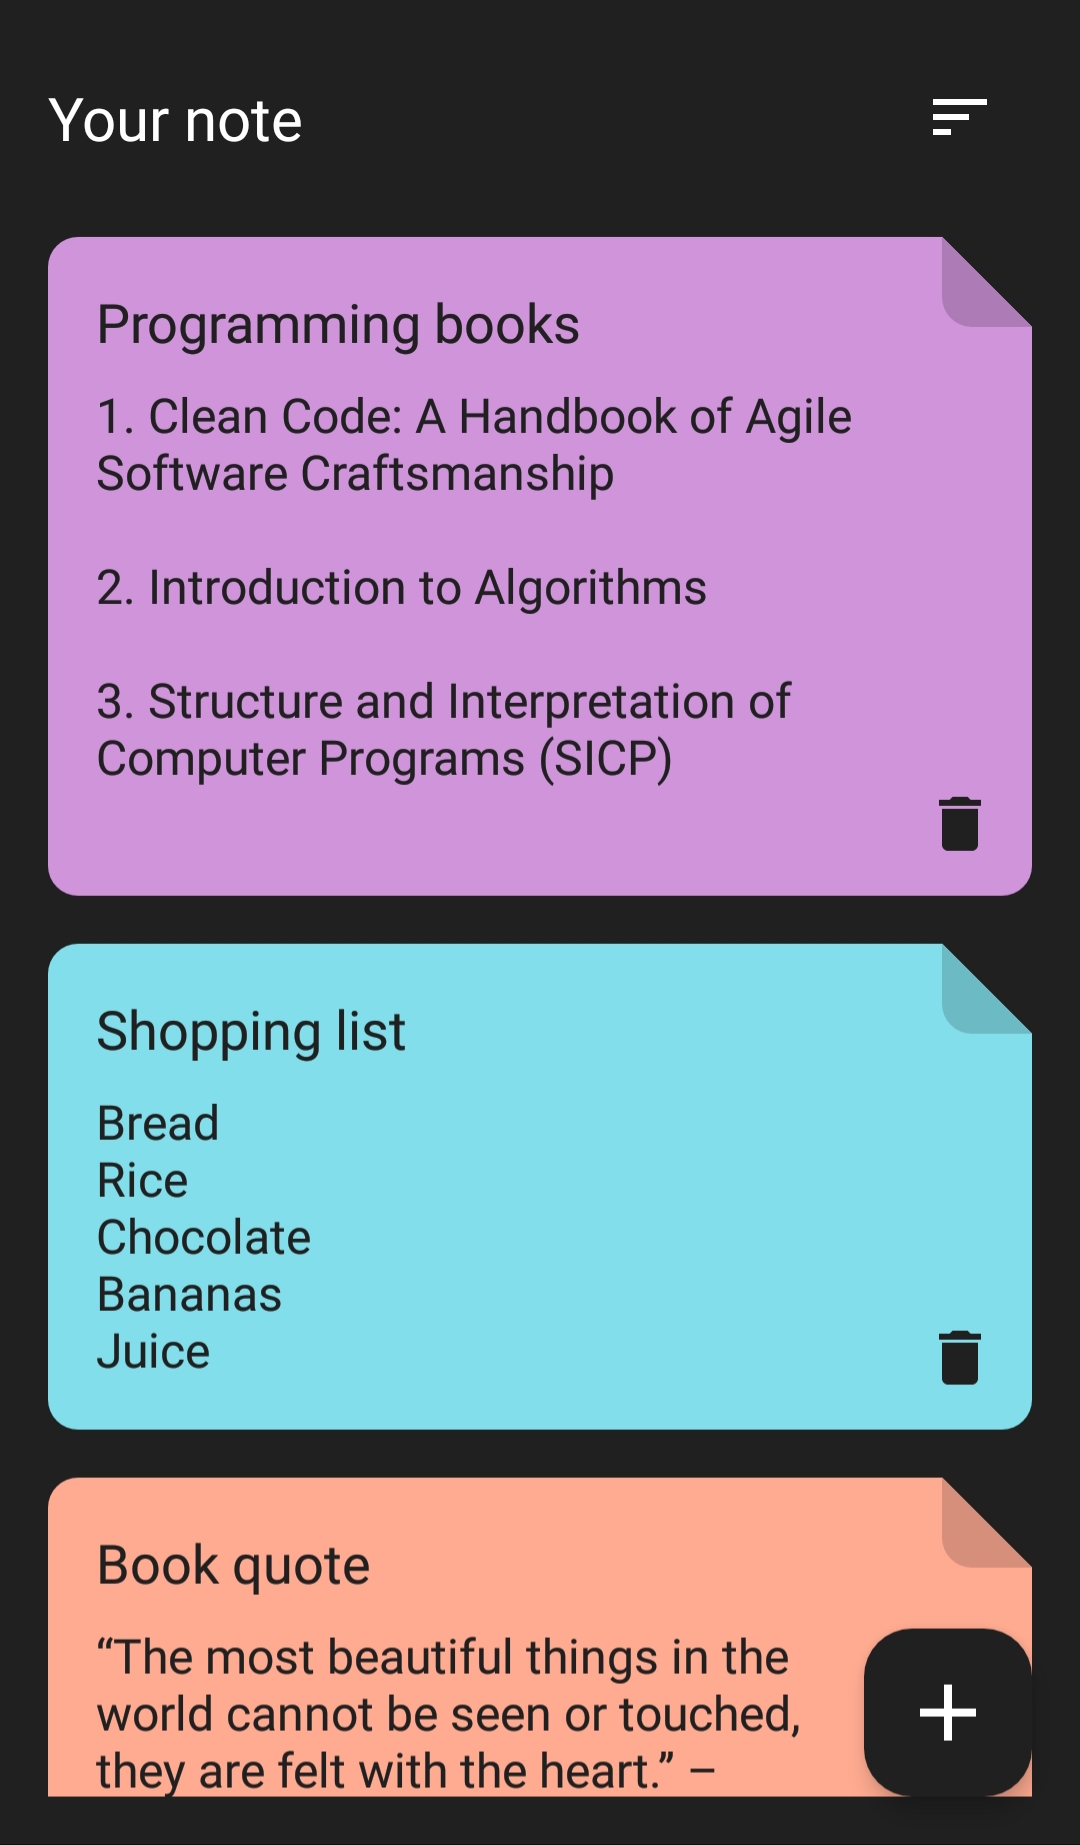 Your note
Programming books
1. Clean Code: A Handbook of Agile
Software Craftsmanship
2. Introduction to Algorithms
3. Structure and Interpretation of
Computer Programs (SICP)
Shopping list
Bread
Rice
Chocolate
Bananas
Juice
Book quote
“The most beautiful things in the
world cannot be seen or touched,
they are felt with the heart.” –